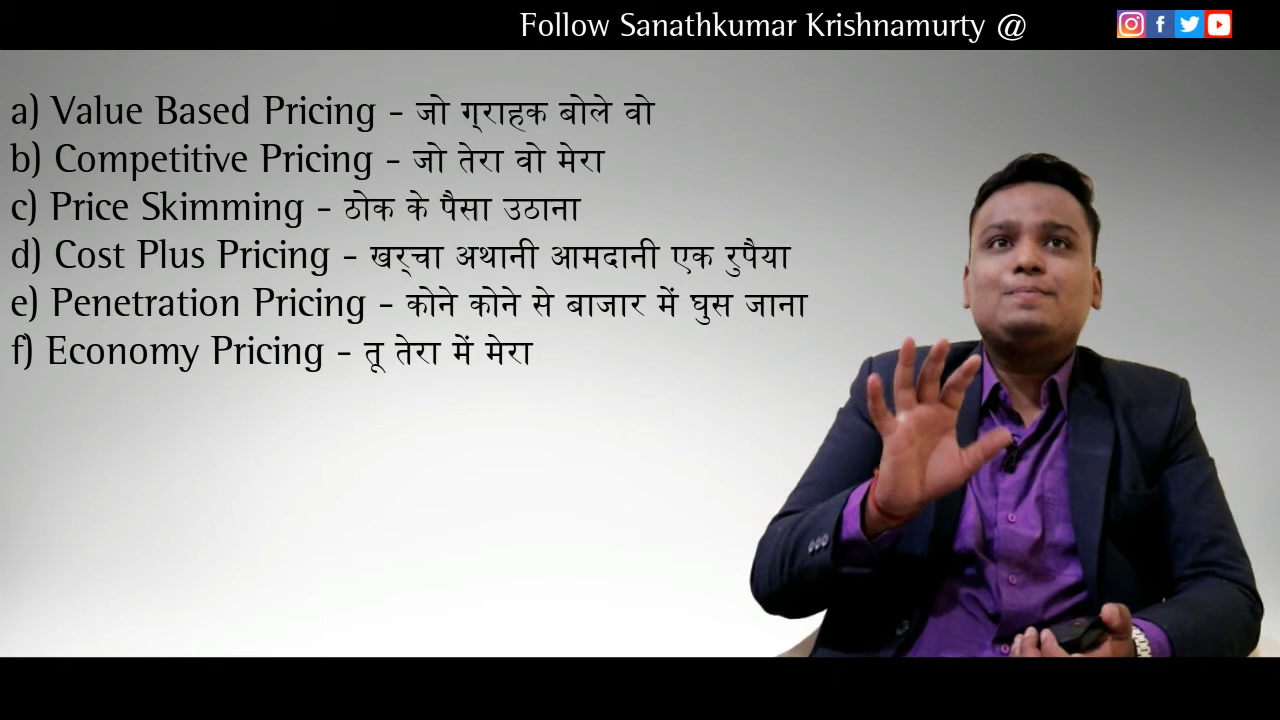 Follow Sanathkumar Krishnamurty @
a) Value Based Pricing - जो ग्राहक बोले वो
b) Competitive Pricing - जो तेरा वो मेरा
c) Price Skimming - ठोक के पैसा उठाना
d) Cost Plus Pricing - खर्चा अथानी आमदानी एक रुपैया
e) Penetration Pricing - कोने कोने से बाजार में घुस जाना
f) Economy Pricing - तू तेरा में मेरा